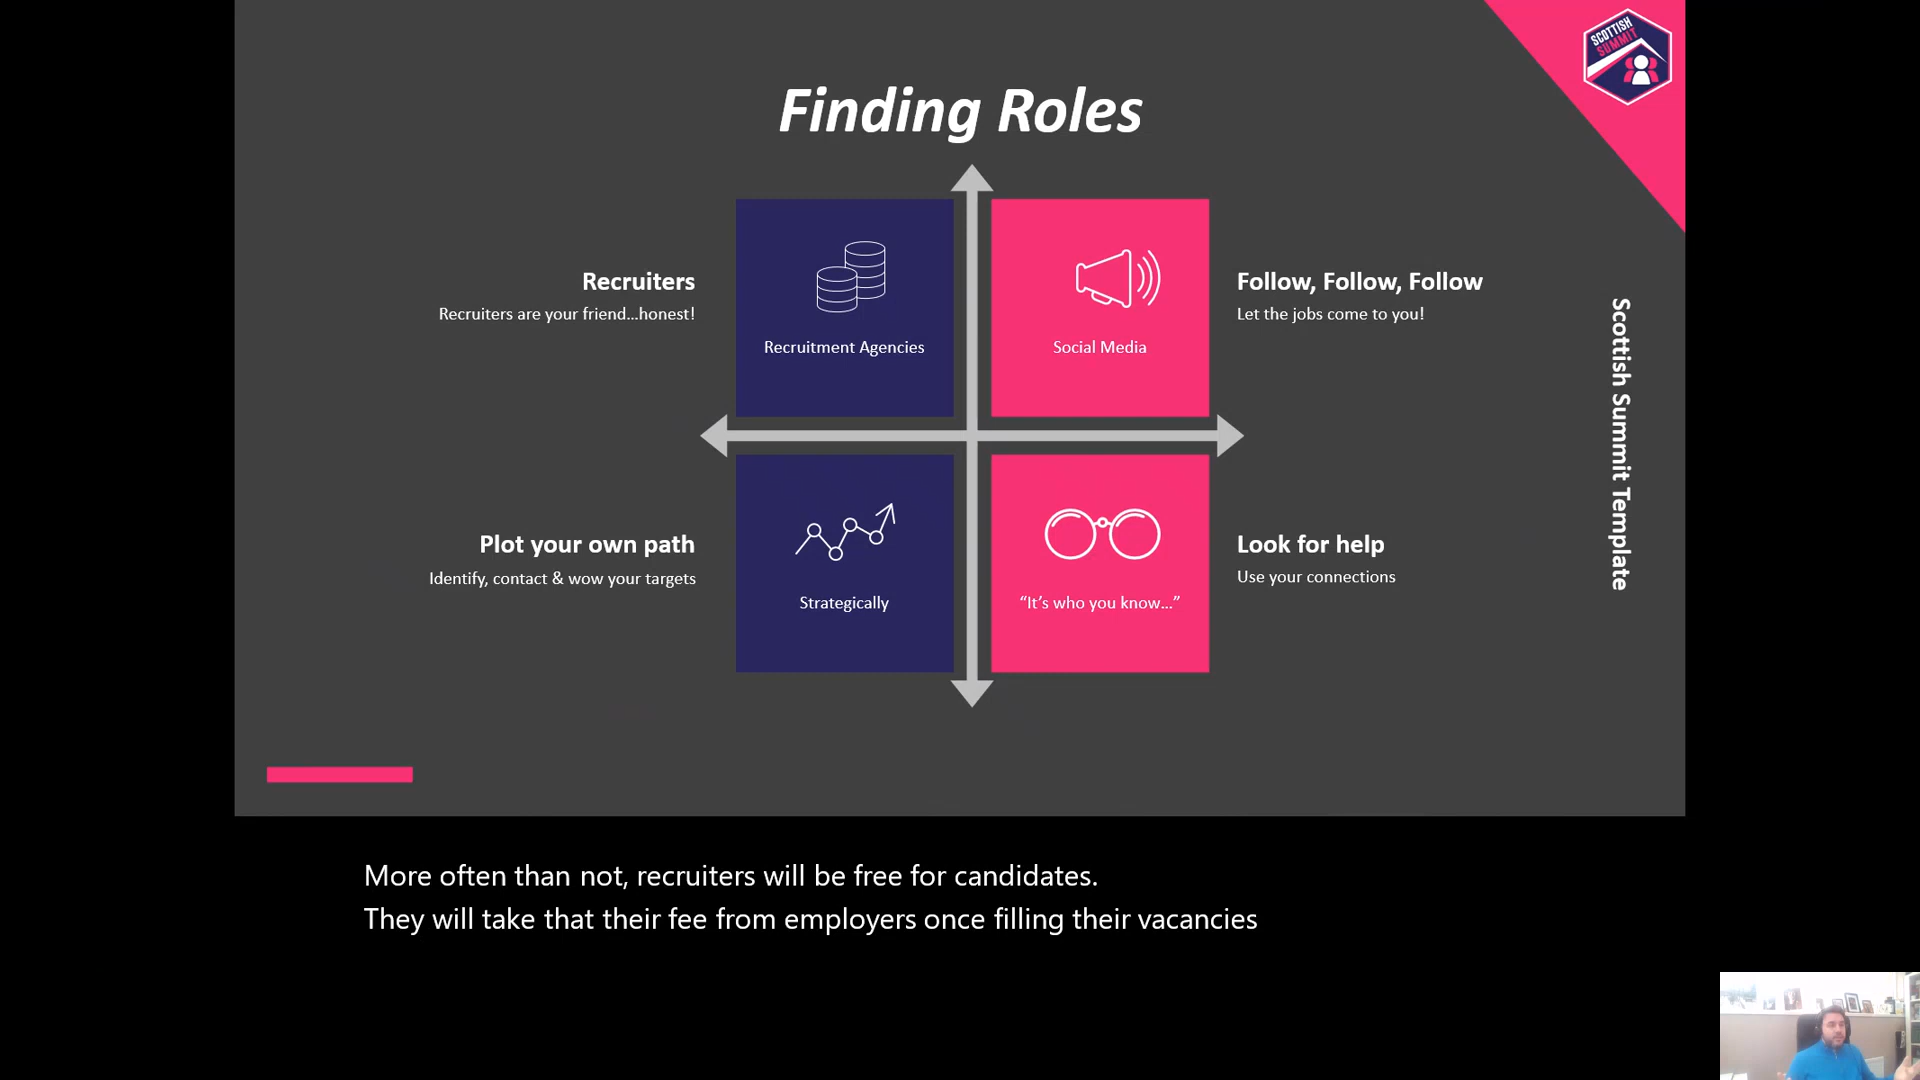 SCOTTISH
SUMMIT
Finding Roles
Recruiters
Recruiters are your friend...honest!
Recruitment Agencies
Social Media
Follow, Follow, Follow
Let the jobs come to you!
Plot your own path
Identify, contact & wow your targets
Strategically
“It’s who you know...”
Look for help
Use your connections
Scottish Summit Template
More often than not, recruiters will be free for candidates.
They will take that their fee from employers once filling their vacancies